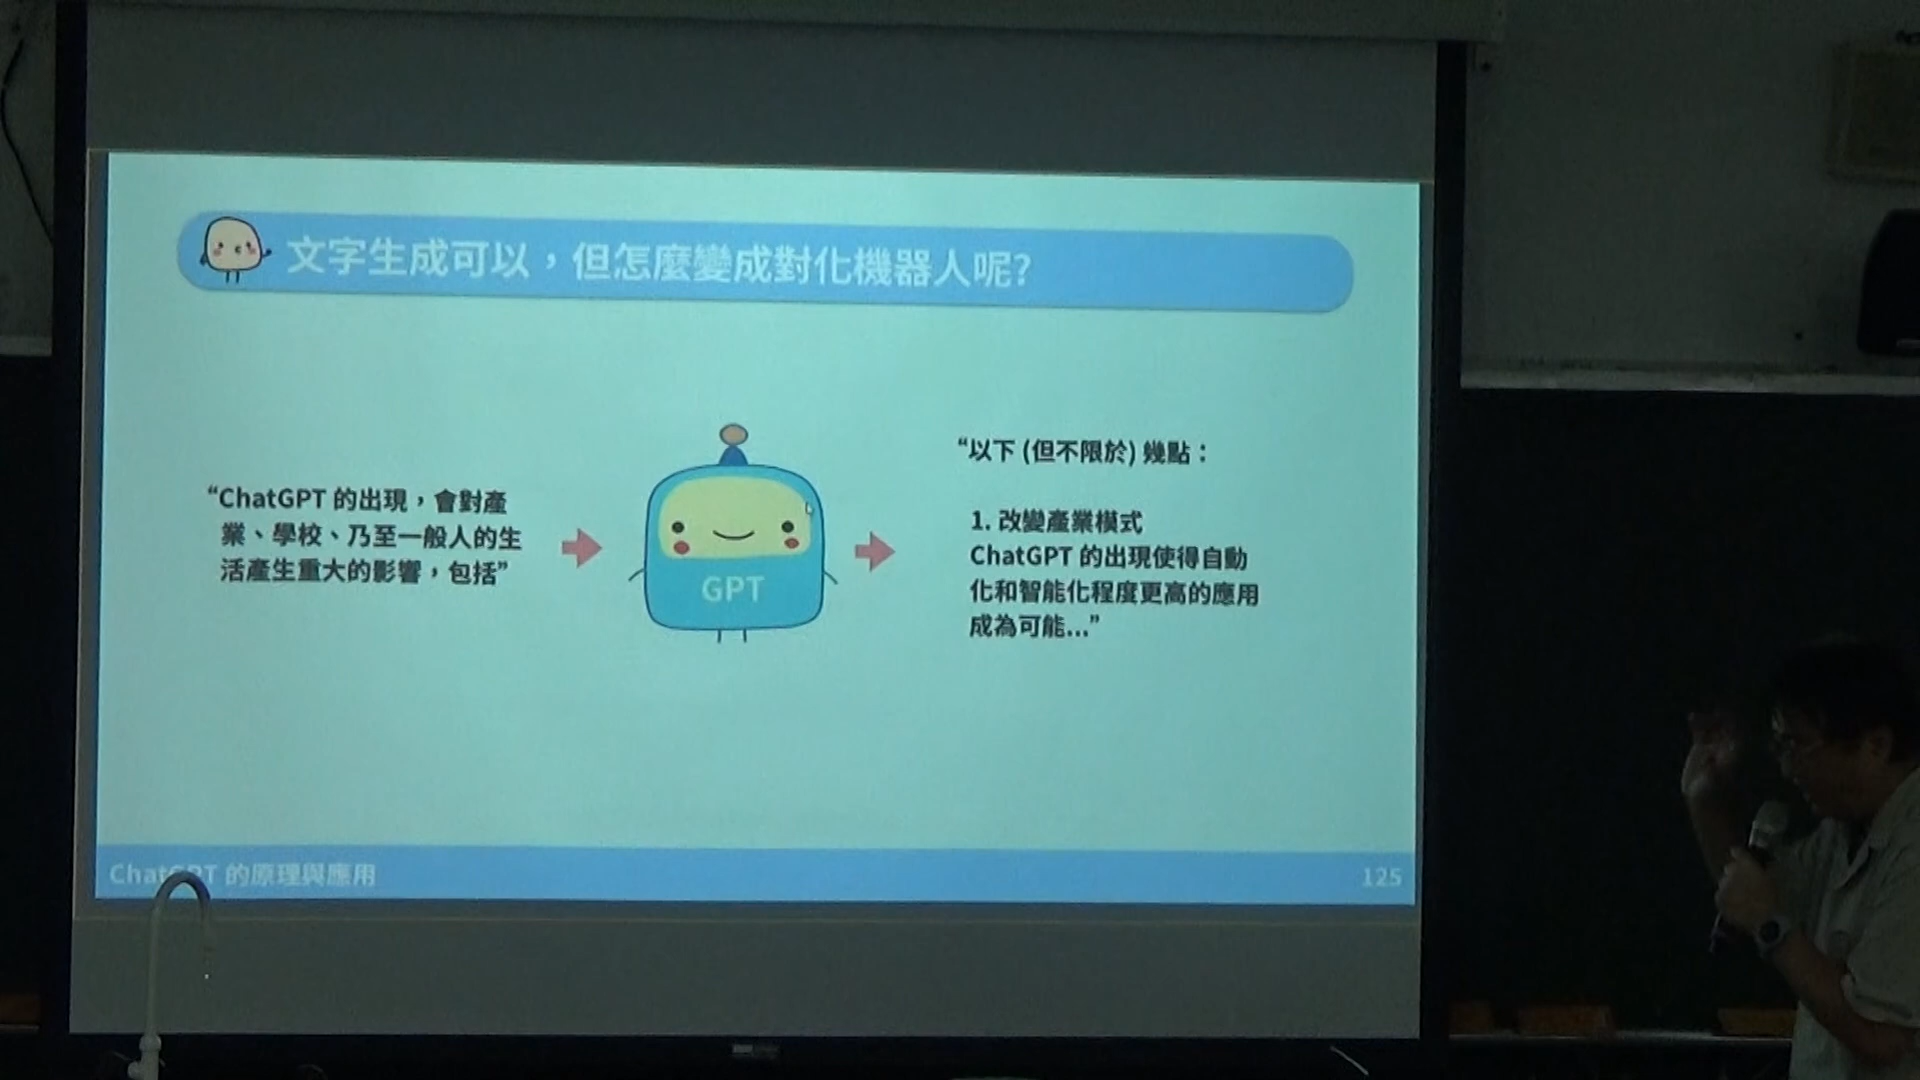 文字生成可以，但怎麼變成對化機器人呢?
“ChatGPT 的出現，會對產
業、學校、乃至一般人的生
活產生重大的影響，包括”
GPT
“以下 (但不限於) 幾點：
1. 改變產業模式
ChatGPT 的出現使得自動
化和智能化程度更高的應用
成為可能...”
ChatGPT 的原理與應用
125